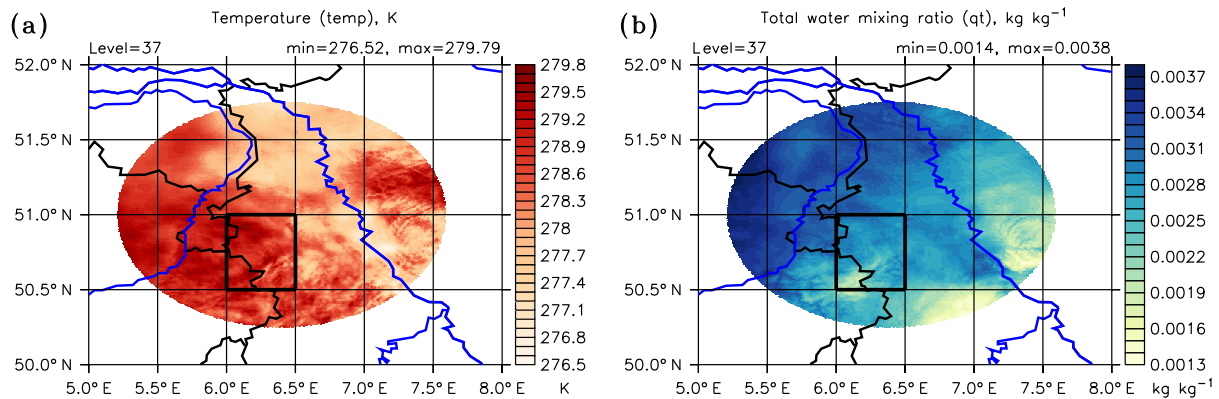 (a)
Temperature (temp), K
Level=37
min=276.52, max=279.79
52.0° N
51.5° N
51.0° N
50.5° N
50.0° N
5.0° E 5.5° E 6.0° E 6.5° E 7.0° E 7.5° E 8.0° E
279.8
279.5
279.2
278.9
278.6
278.3
278
277.7
277.4
277.1
276.8
276.5
K
(b)
Total water mixing ratio (qt), kg kg⁻¹
Level=37
min=0.0014, max=0.0038
52.0° N
51.5° N
51.0° N
50.5° N
50.0° N
5.0° E 5.5° E 6.0° E 6.5° E 7.0° E 7.5° E 8.0° E
0.0037
0.0034
0.0031
0.0028
0.0025
0.0022
0.0019
0.0016
0.0013
kg kg⁻¹